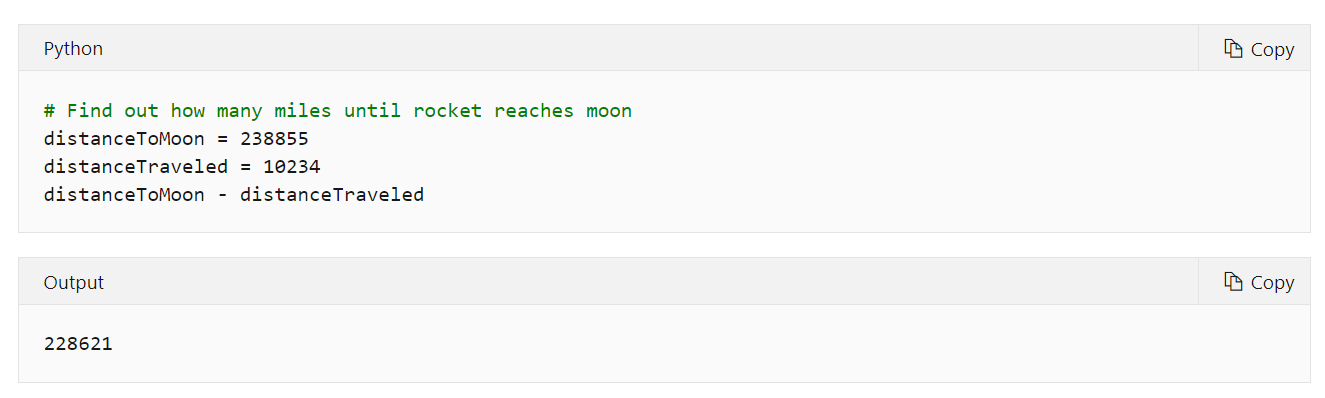 Python
Copy
# Find out how many miles until rocket reaches moon
distanceToMoon = 238855
distanceTraveled = 10234
distanceToMoon - distanceTraveled
Output
Copy
228621